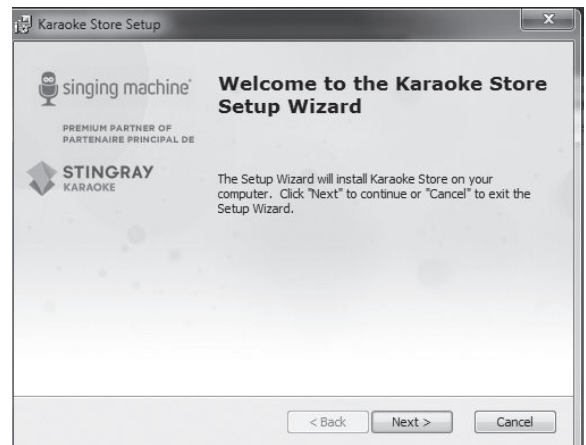 Karaoke Store Setup
singing machine
PREMIUM PARTNER OF
PARTENAIRE PRINCIPAL DE
STINGRAY
KARAOKE
Welcome to the Karaoke Store
Setup Wizard
The Setup Wizard will install Karaoke Store on your
computer. Click "Next" to continue or "Cancel" to exit the
Setup Wizard.
< Back
Next >
Cancel